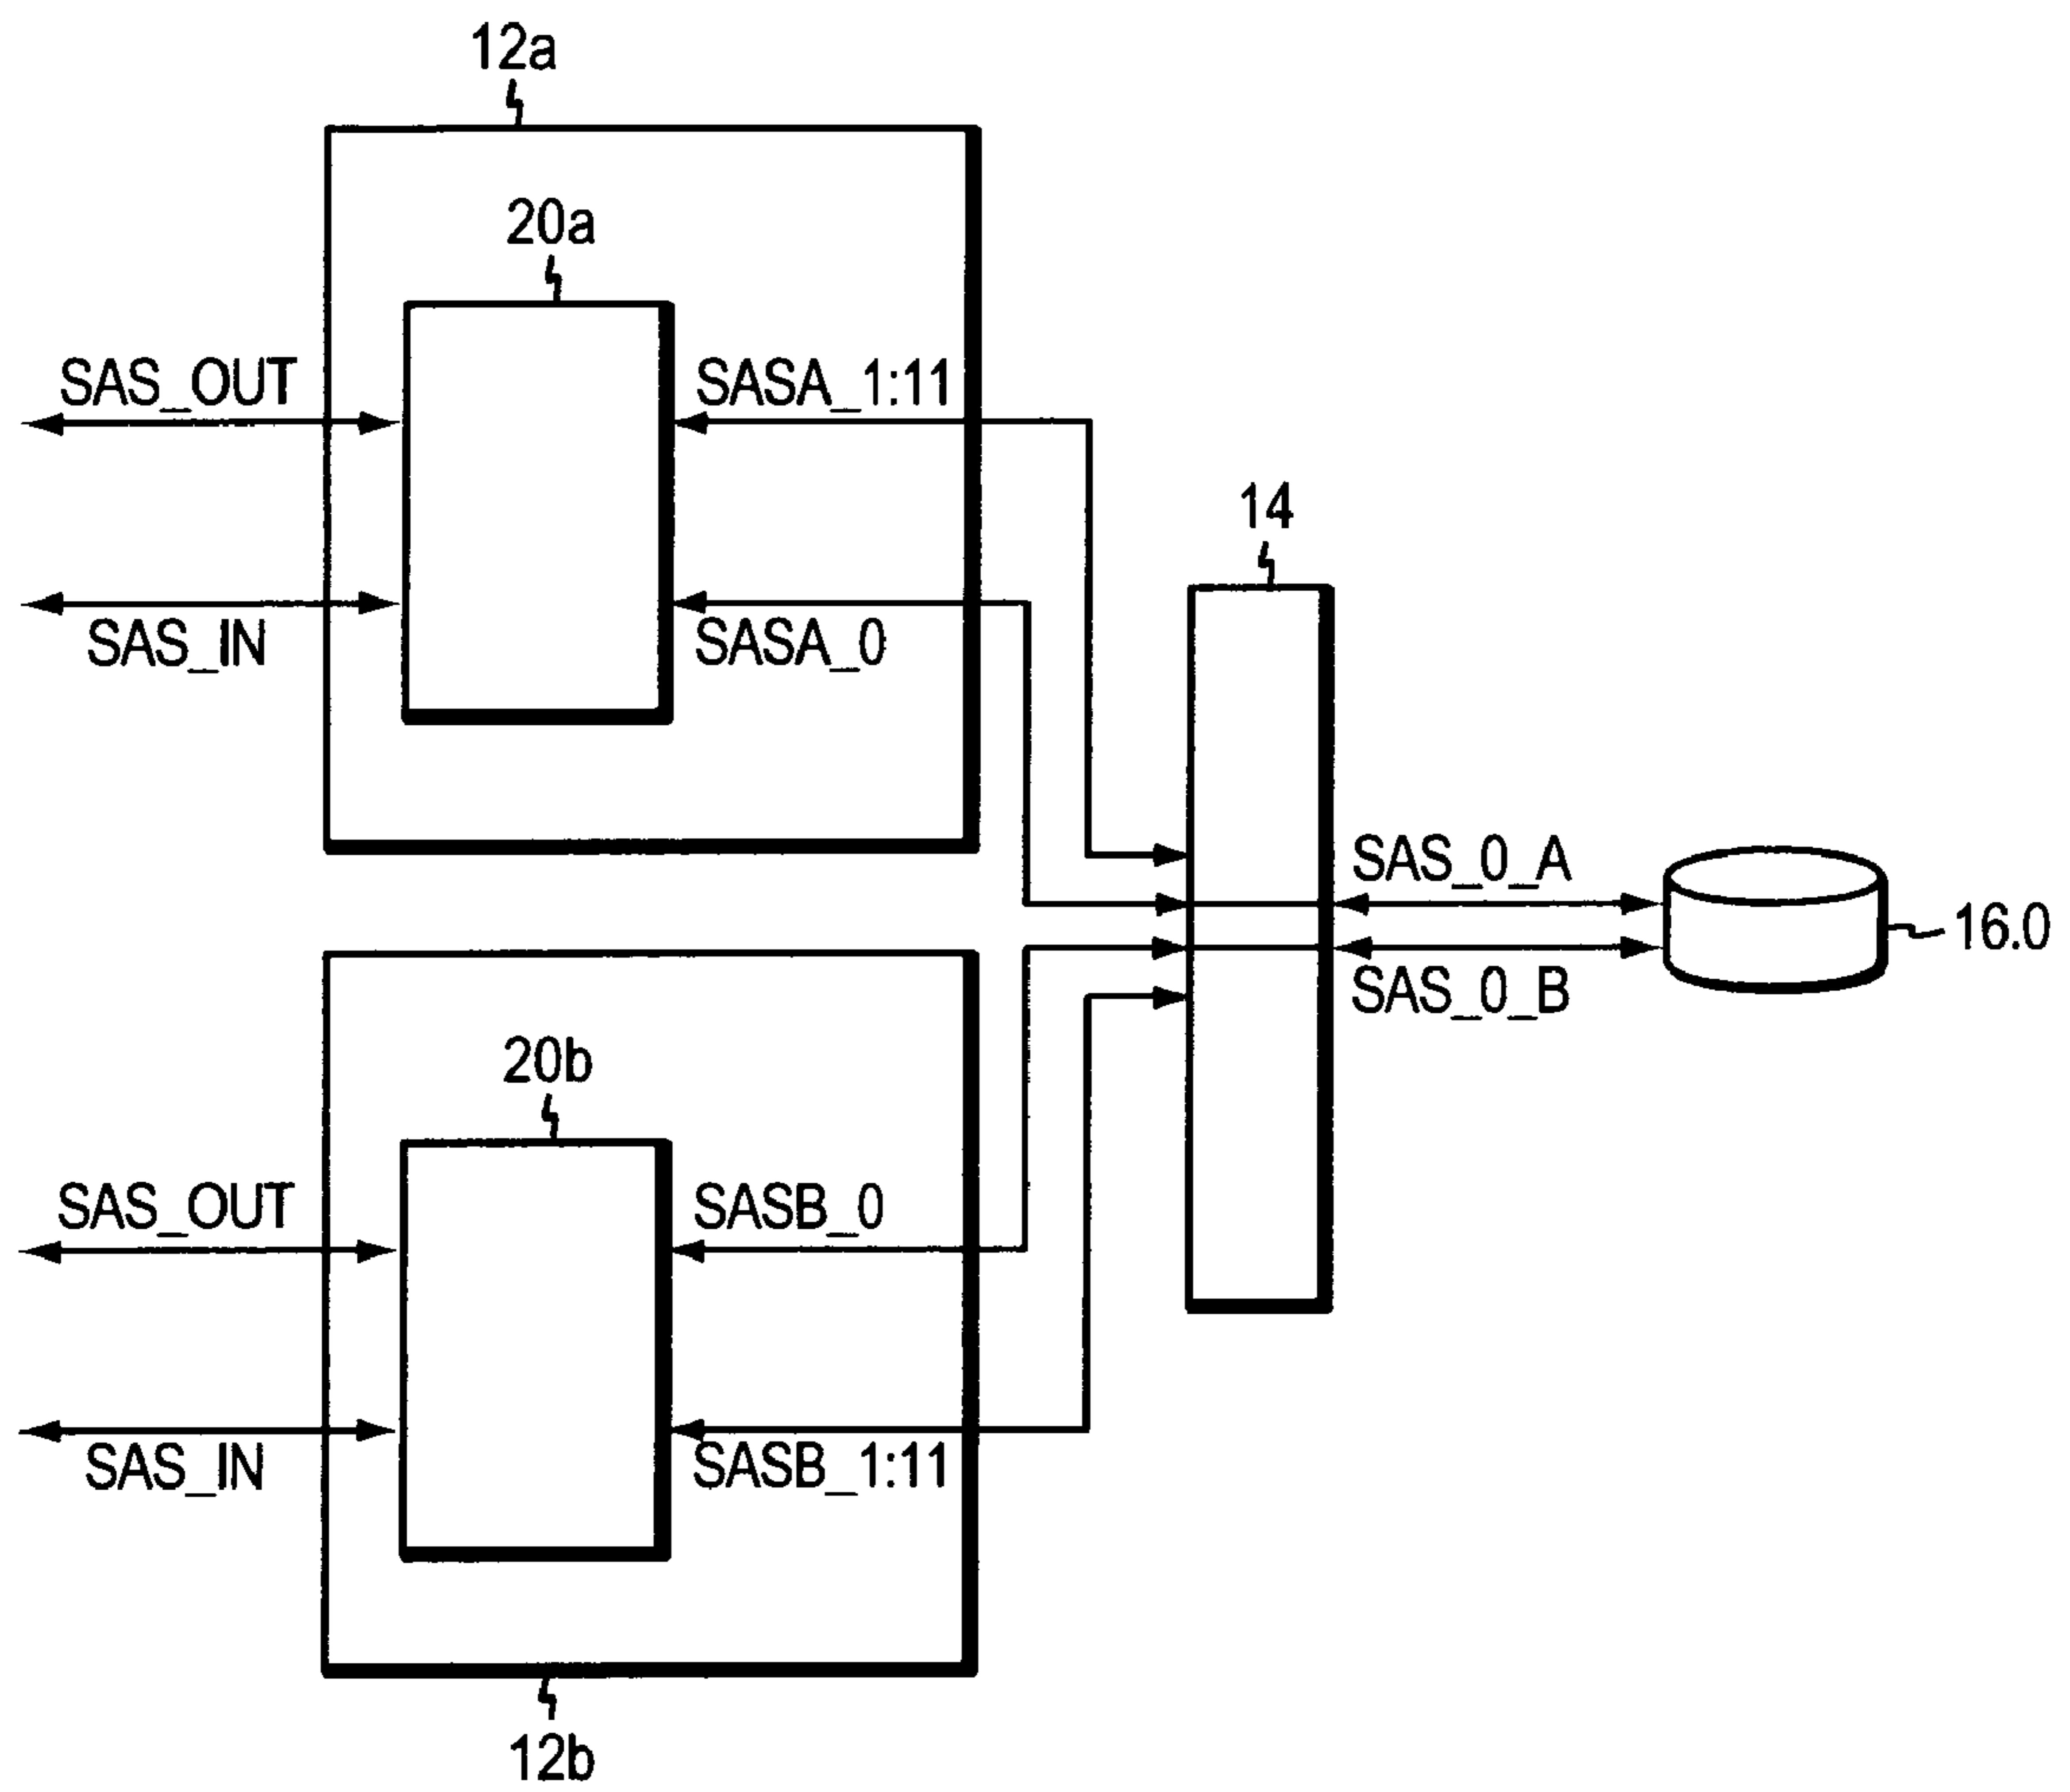 12a
20a
SAS_OUT
SASA_1:11
SAS_IN
SASA_0
14
SAS_0_A
16.0
SAS_0_B
20b
SAS_OUT
SASB_0
SAS_IN
SASB_1:11
12b